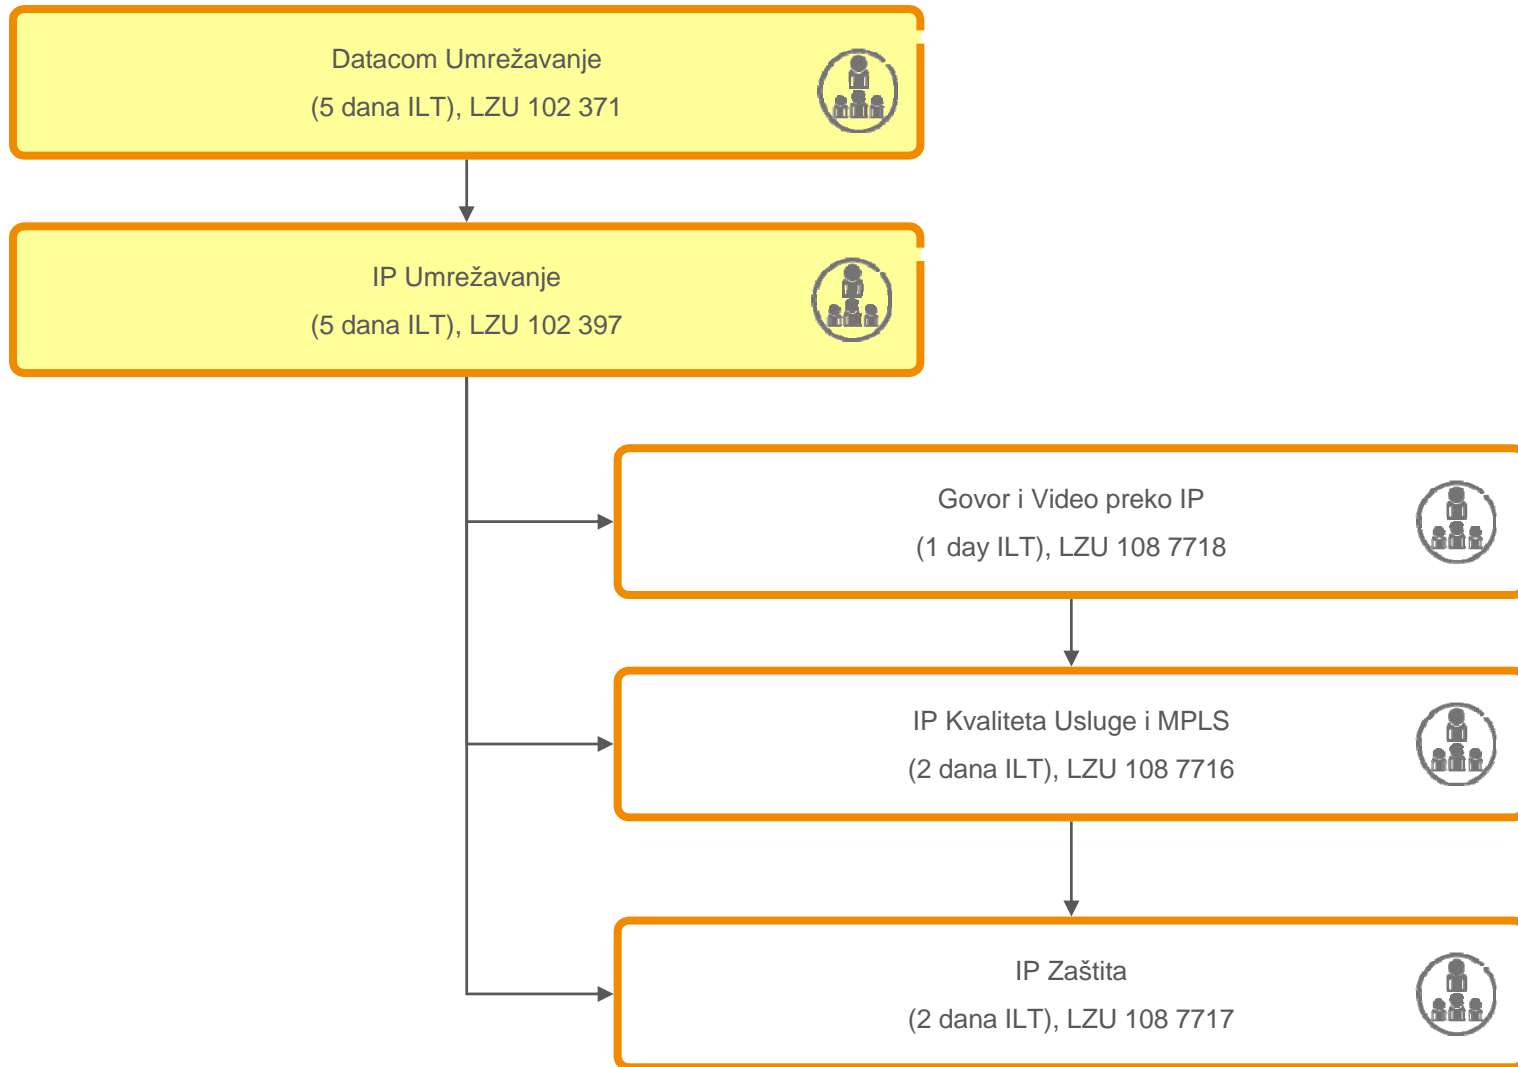 Datacom Umrežavanje
(5 dana ILT), LZU 102 371
IP Umrežavanje
(5 dana ILT), LZU 102 397
Govor i Video preko IP
(1 day ILT), LZU 108 7718
IP Kvaliteta Usluge i MPLS
(2 dana ILT), LZU 108 7716
IP Zaštita
(2 dana ILT), LZU 108 7717